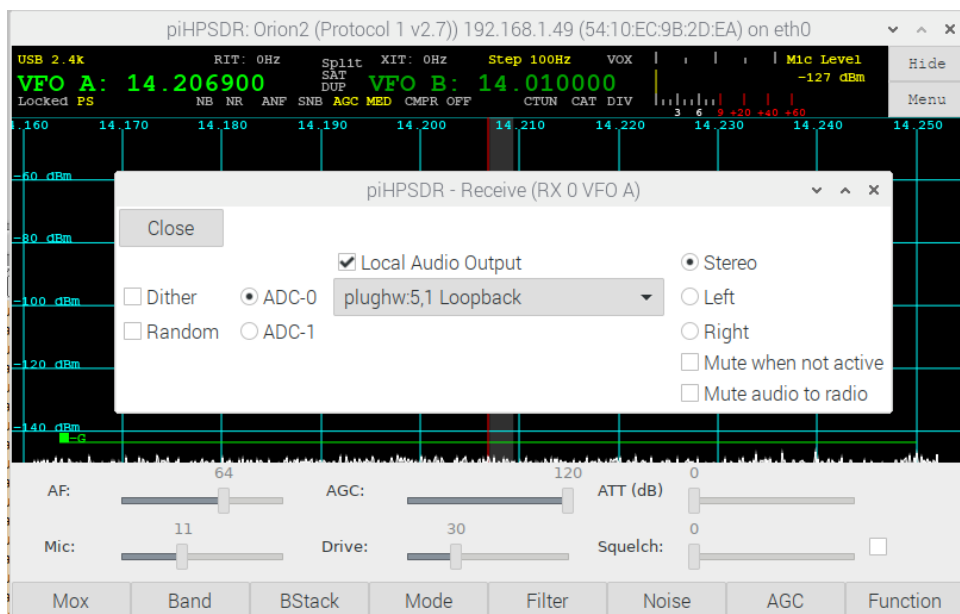 piHPSDR: Orion2 (Protocol 1 v2.7)) 192.168.1.49 (54:10:EC:9B:2D:EA) on eth0
USB 2.4k RIT: 0Hz Split XIT: 0Hz Step 100Hz VOX Mic Level Hide
VFO A: 14.206900 SAT VFO B: 14.010000 -127 dBm
DUP
Locked PS NB NR ANF SNB AGC MED CMPR OFF CTUN CAT DIV Menu
3 6 9 +20 +40 +60
1.160 14.170 14.180 14.190 14.200 14.210 14.220 14.230 14.240 14.250
-60 dBm
piHPSDR - Receive (RX 0 VFO A)
Close
-80 dBm
Local Audio Output Stereo
Dither ADC-0 plughw:5,1 Loopback Left
-100 dBm
Random ADC-1 Right
-120 dBm
Mute when not active
Mute audio to radio
-140 dBm
-G
64 120 0
AF: AGC: ATT (dB)
11 30 0
Mic: Drive: Squelch:
Mox Band BStack Mode Filter Noise AGC Function